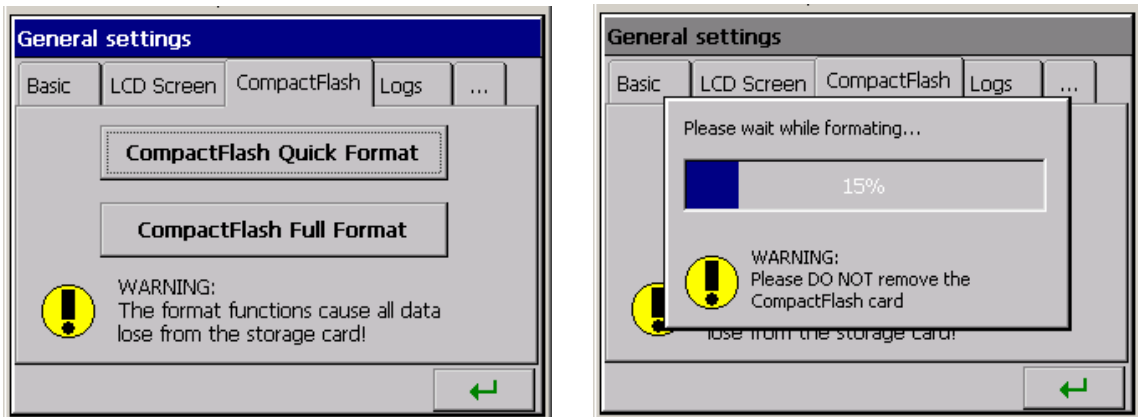 General settings
Basic
LCD Screen
CompactFlash
Logs
...
CompactFlash Quick Format
CompactFlash Full Format
WARNING:
The format functions cause all data
lose from the storage card!
General settings
Basic
LCD Screen
CompactFlash
Logs
...
Please wait while formating...
15%
WARNING:
Please DO NOT remove the
CompactFlash card
lose from the storage card!